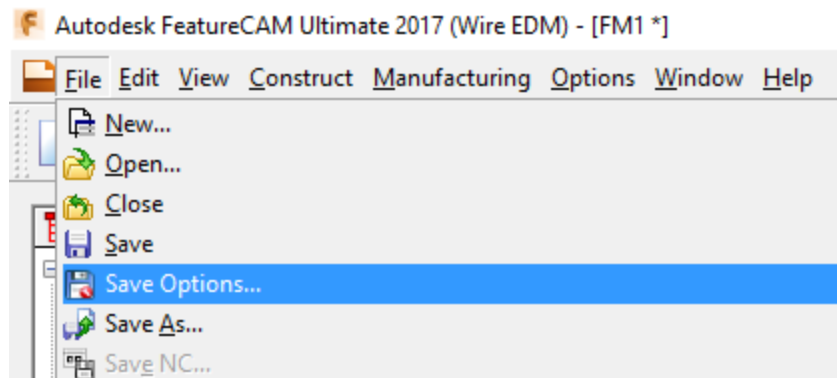 Autodesk FeatureCAM Ultimate 2017 (Wire EDM) - [FM1 *]
File Edit View Construct Manufacturing Options Window Help
New...
Open...
Close
Save
Save Options...
Save As...
Save NC...